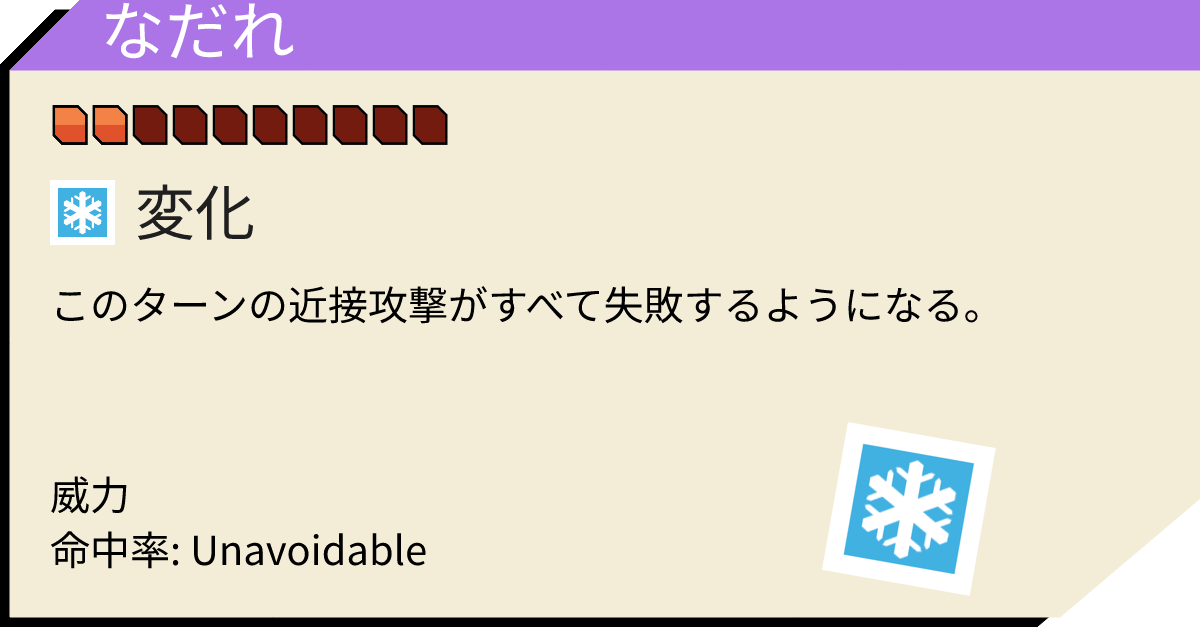 なだれ
変化
このターンの近接攻撃がすべて失敗するようになる。
威力
命中率: Unavoidable